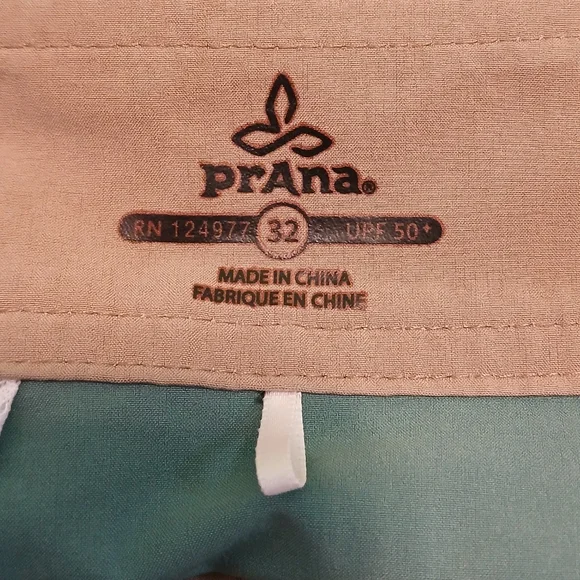 prAna®
RN 124977 32 UPF 50+
MADE IN CHINA
FABRIQUE EN CHINE